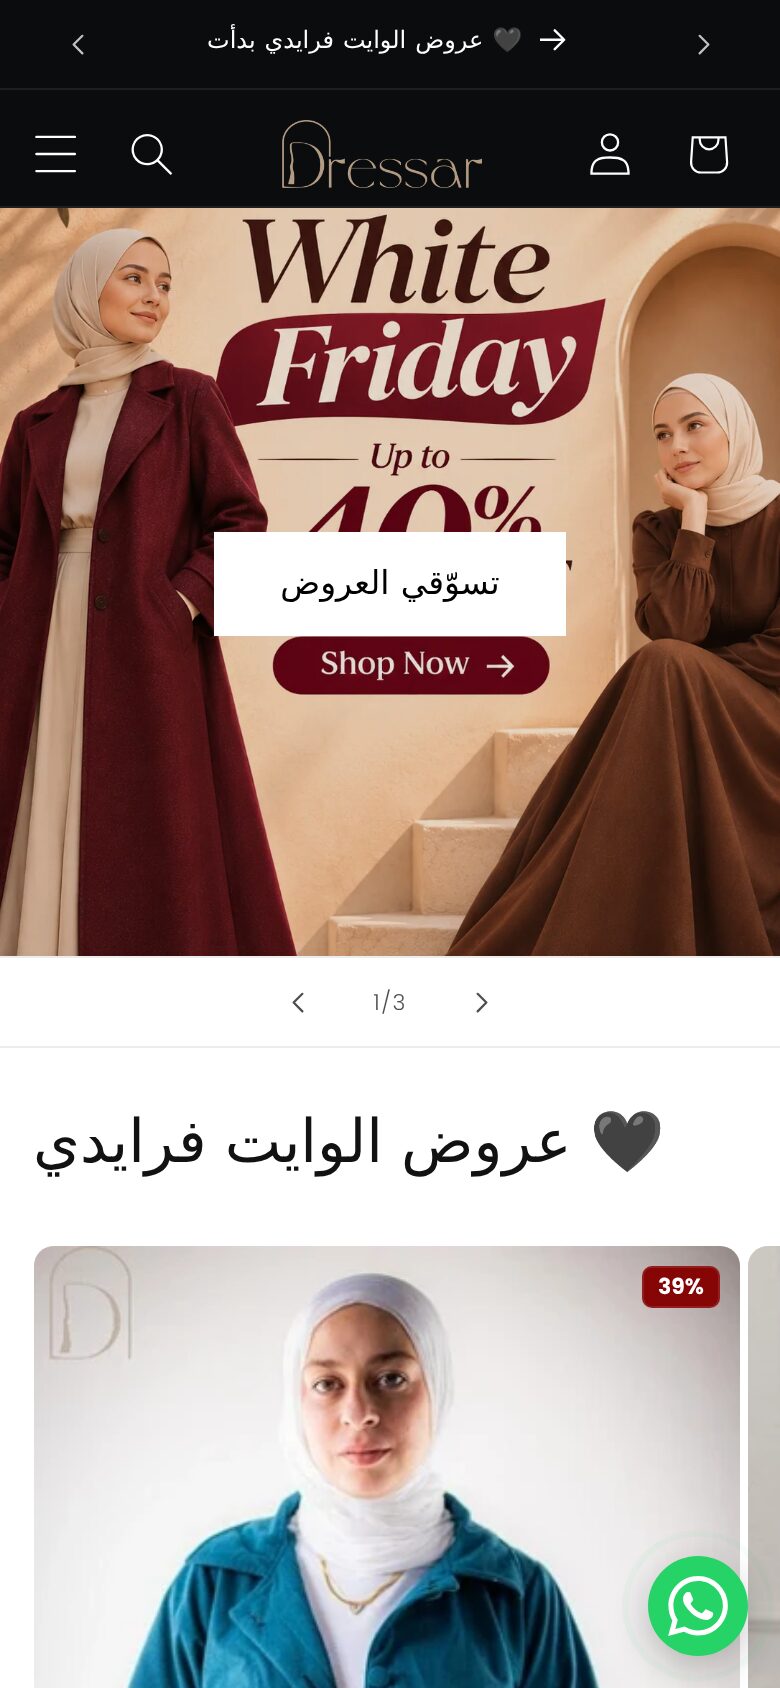 عروض الوايت فرايدي بدأت 🖤 →
Dressar
White
Friday
Up to
40%
تسوّقي العروض
Shop Now →
1/3
عروض الوايت فرايدي 🖤
D
39%